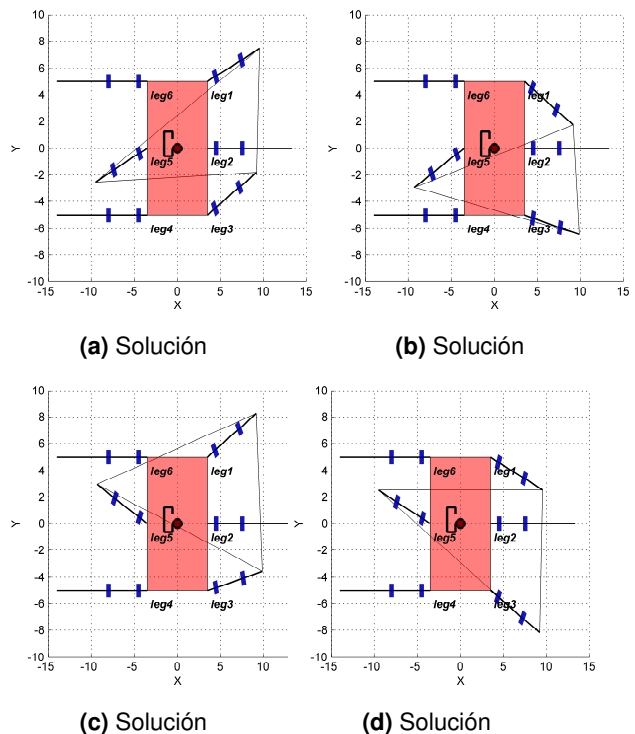 10
8
6
leg6 leg1
4
2
Y
0
leg5 leg2
-2
-4
leg4 leg3
-6
-8
-10
-15 -10 -5 0 5 10 15
X
(a) Solución
10
8
6
leg6 leg1
4
2
Y
0
leg5 leg2
-2
-4
leg4 leg3
-6
-8
-10
-15 -10 -5 0 5 10 15
X
(b) Solución
10
8
6
leg6 leg1
4
2
Y
0
leg5 leg2
-2
-4
leg4 leg3
-6
-8
-10
-15 -10 -5 0 5 10
X
(c) Solución
10
8
6
leg6 leg1
4
2
Y
0
leg5 leg2
-2
-4
leg4 leg3
-6
-8
-10
-15 -10 -5 0 5 10 15
X
(d) Solución